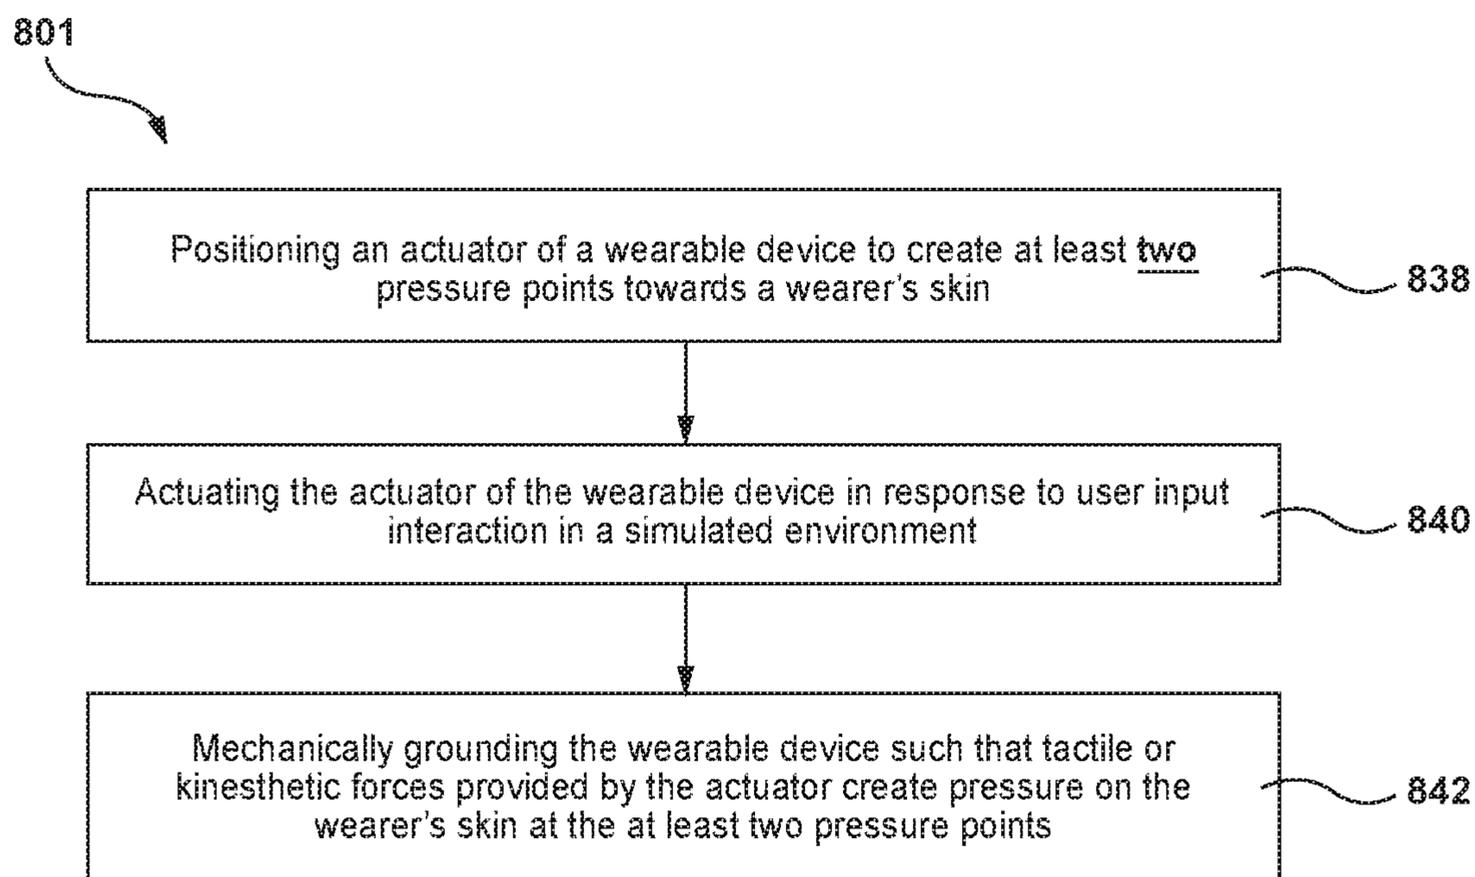 801
Positioning an actuator of a wearable device to create at least two
pressure points towards a wearer's skin
838
Actuating the actuator of the wearable device in response to user input
interaction in a simulated environment
840
Mechanically grounding the wearable device such that tactile or
kinesthetic forces provided by the actuator create pressure on the
wearer's skin at the at least two pressure points
842